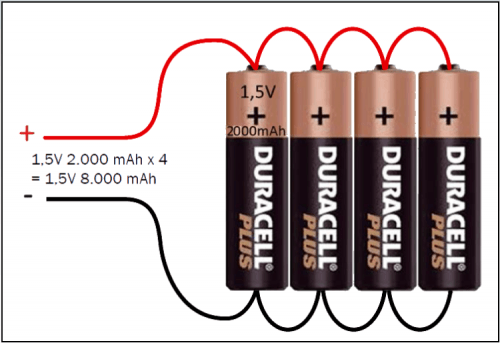 1,5V
+ + + +
2000mAh
+
1,5V 2.000 mAh x 4
= 1,5V 8.000 mAh
-
DURACELL®
PLUS
DURACELL®
PLUS
DURACELL®
PLUS
DURACELL®
PLUS